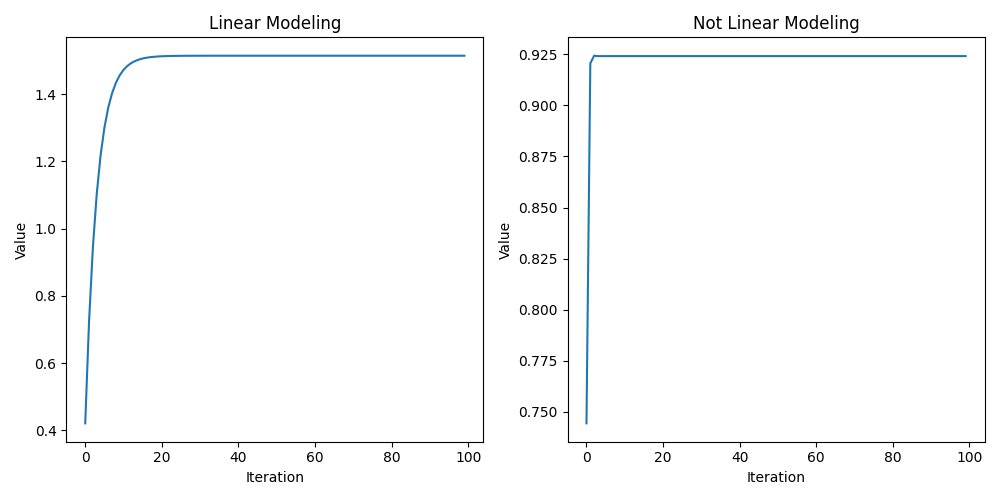 Linear Modeling
1.4
1.2
1.0
0.8
0.6
0.4
Value
0 20 40 60 80 100
Iteration
Not Linear Modeling
0.925
0.900
0.875
0.850
0.825
0.800
0.775
0.750
Value
0 20 40 60 80 100
Iteration